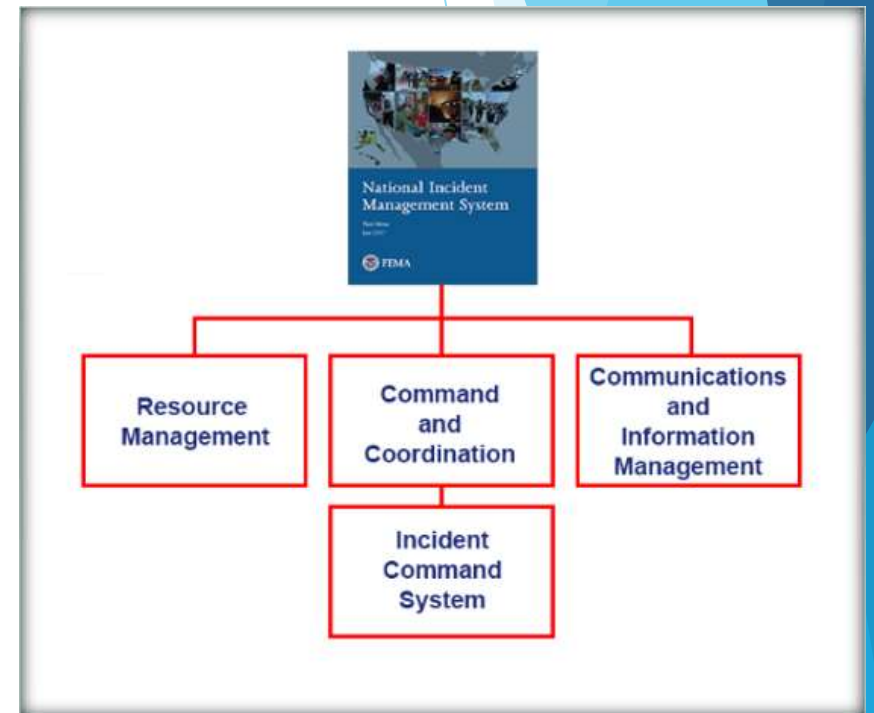 National Incident
Management System
FEMA
Resource
Management
Command
and
Coordination
Communications
and
Information
Management
Incident
Command
System